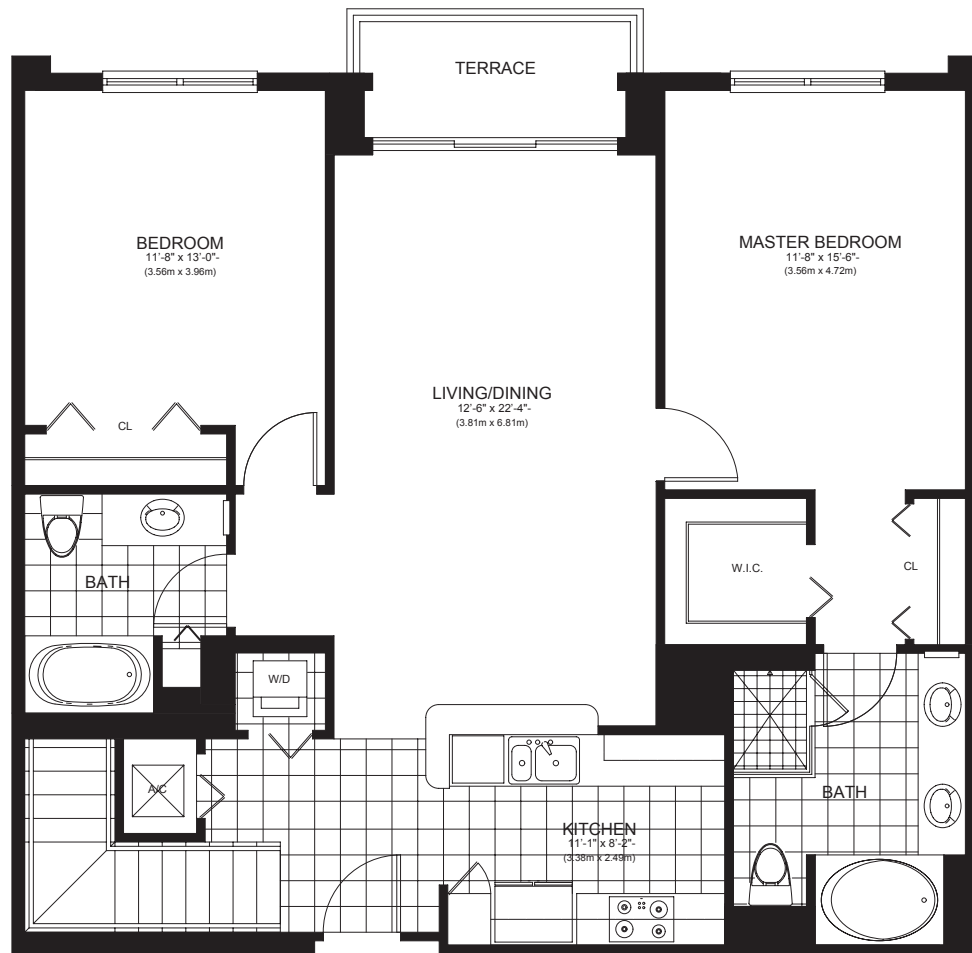 TERRACE
BEDROOM
11'-8" x 13'-0"-
(3.56m x 3.96m)
MASTER BEDROOM
11'-8" x 15'-6"-
(3.56m x 4.72m)
LIVING/DINING
12'-6" x 22'-4"-
(3.81m x 6.81m)
CL
W.I.C.
CL
BATH
W/D
A/C
BATH
KITCHEN
11'-1" x 8'-2"-
(3.38m x 2.49m)